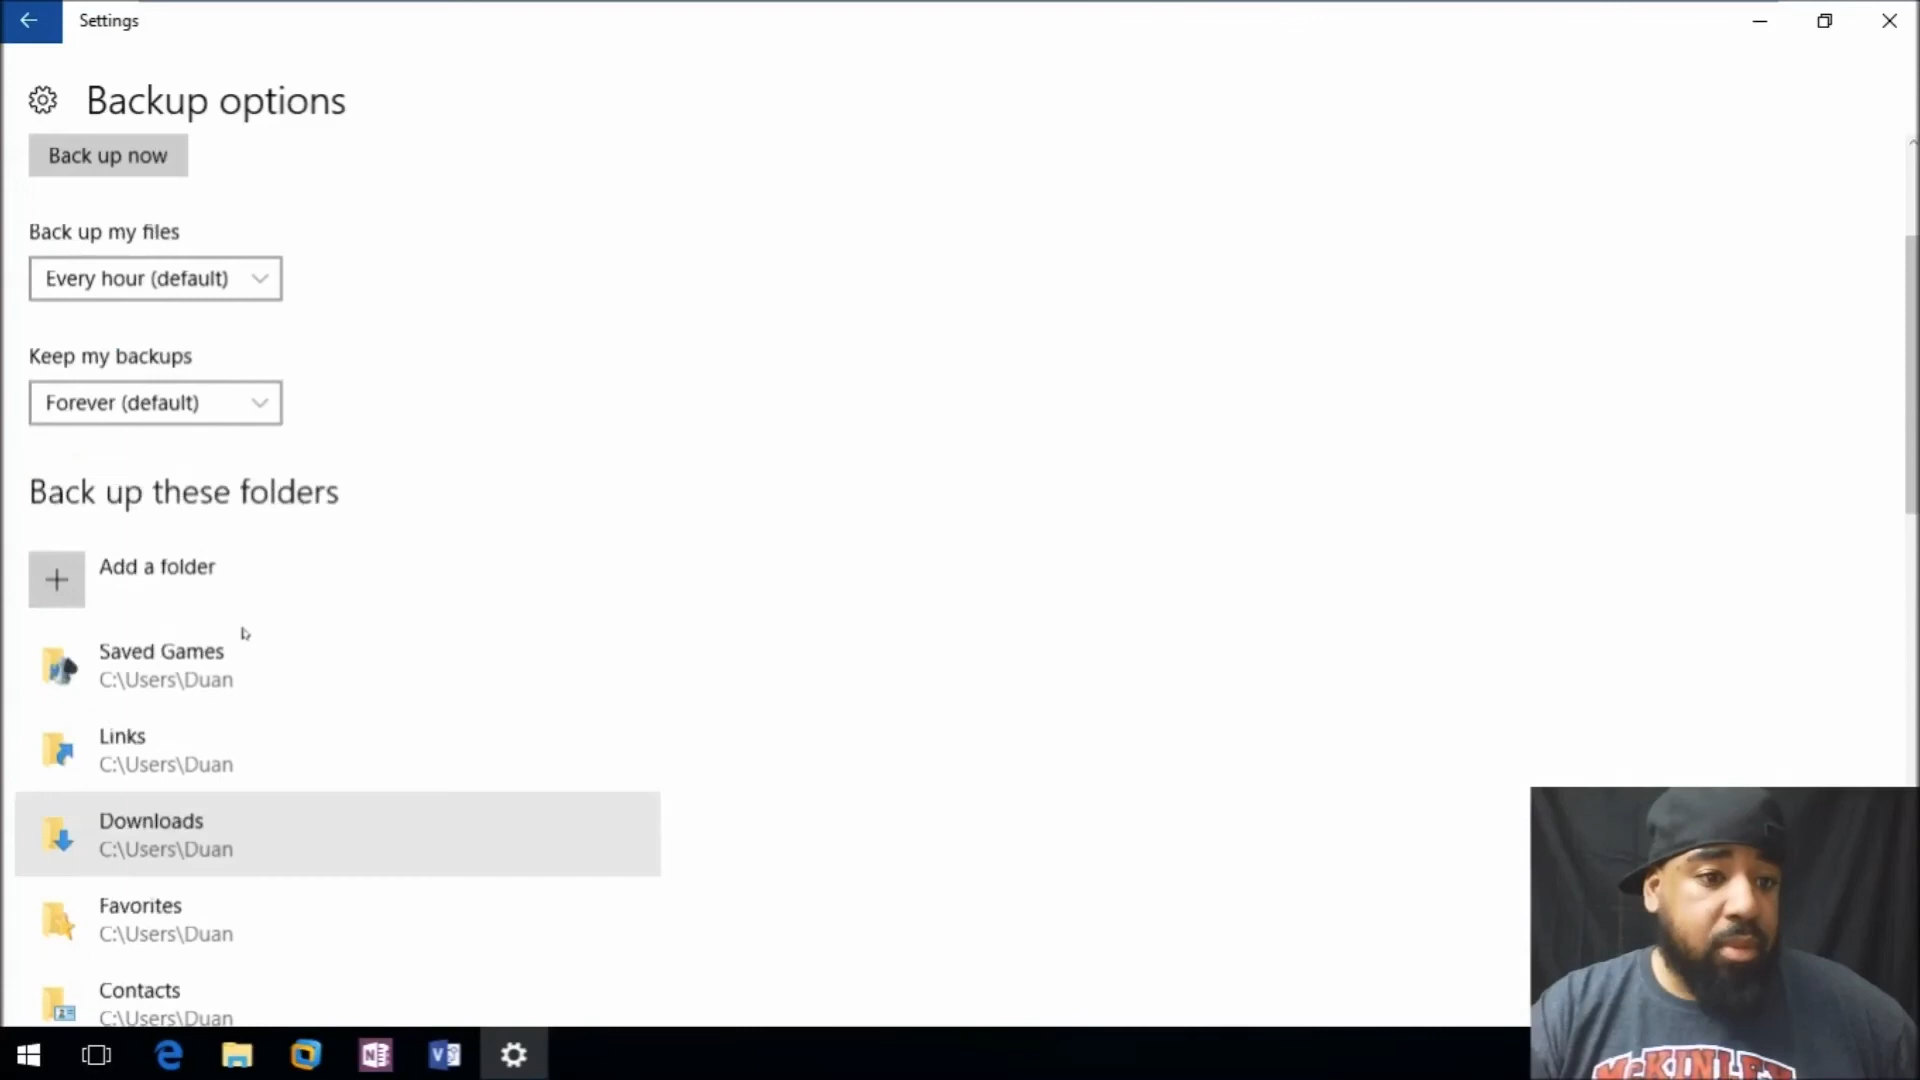 Settings
Backup options
Back up now
Back up my files
Every hour (default)
Keep my backups
Forever (default)
Back up these folders
Add a folder
Saved Games
C:\Users\Duan
Links
C:\Users\Duan
Downloads
C:\Users\Duan
Favorites
C:\Users\Duan
Contacts
C:\Users\Duan
McKINLEY